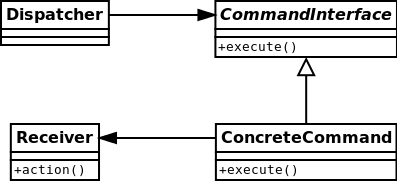 Dispatcher
CommandInterface
+execute()
Receiver
+action()
ConcreteCommand
+execute()